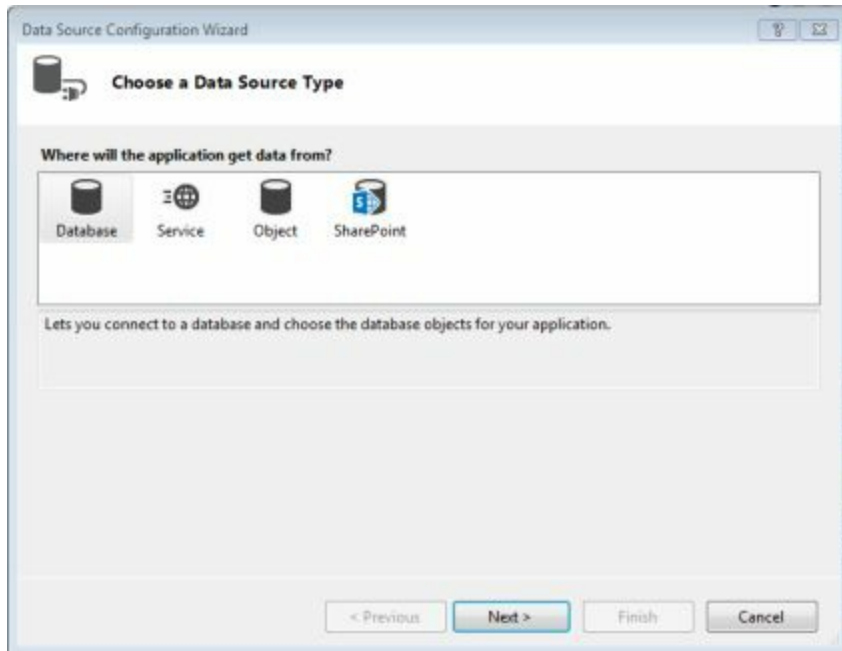 Data Source Configuration Wizard
Choose a Data Source Type
Where will the application get data from?
Database Service Object SharePoint
Lets you connect to a database and choose the database objects for your application.
< Previous Next > Finish Cancel